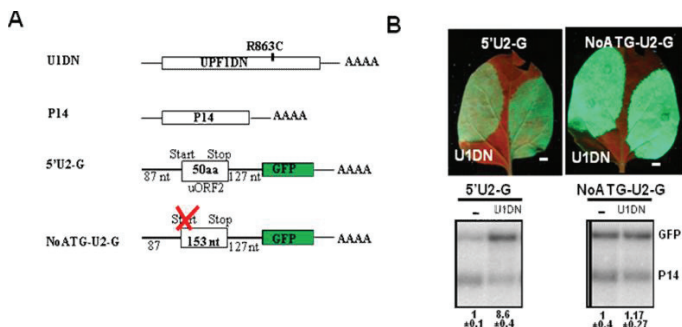 A
U1DN
R863C
UPF1DN
AAAA
P14
P14
AAAA
5'U2-G
Start Stop
50aa
87 nt
uORF2
127 nt
GFP
AAAA
NoATG-U2-G
Start Stop
153 nt
87
127nt
GFP
AAAA
B
5'U2-G
NoATG-U2-G
U1DN
–
U1DN
–
5'U2-G
NoATG-U2-G
– U1DN
– U1DN
GFP
P14
1 8.6
±0.1 ±0.4
1 1.17
±0.4 ±0.27